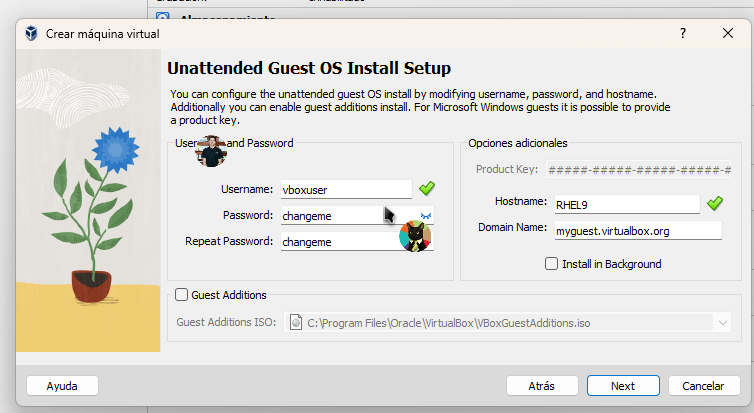 Almacenamiento
Crear máquina virtual
?
Unattended Guest OS Install Setup
You can configure the unattended guest OS install by modifying username, password, and hostname.
Additionally you can enable guest additions install. For Microsoft Windows guests it is possible to provide
a product key.
User and Password
Username: vboxuser
Password: changeme
Repeat Password: changeme
Opciones adicionales
Product Key: #####-#####-#####-#####-#
Hostname: RHEL9
Domain Name: myguest.virtualbox.org
Install in Background
Guest Additions
Guest Additions ISO: C:\Program Files\Oracle\VirtualBox\VBoxGuestAdditions.iso
Ayuda
Atrás
Next
Cancelar